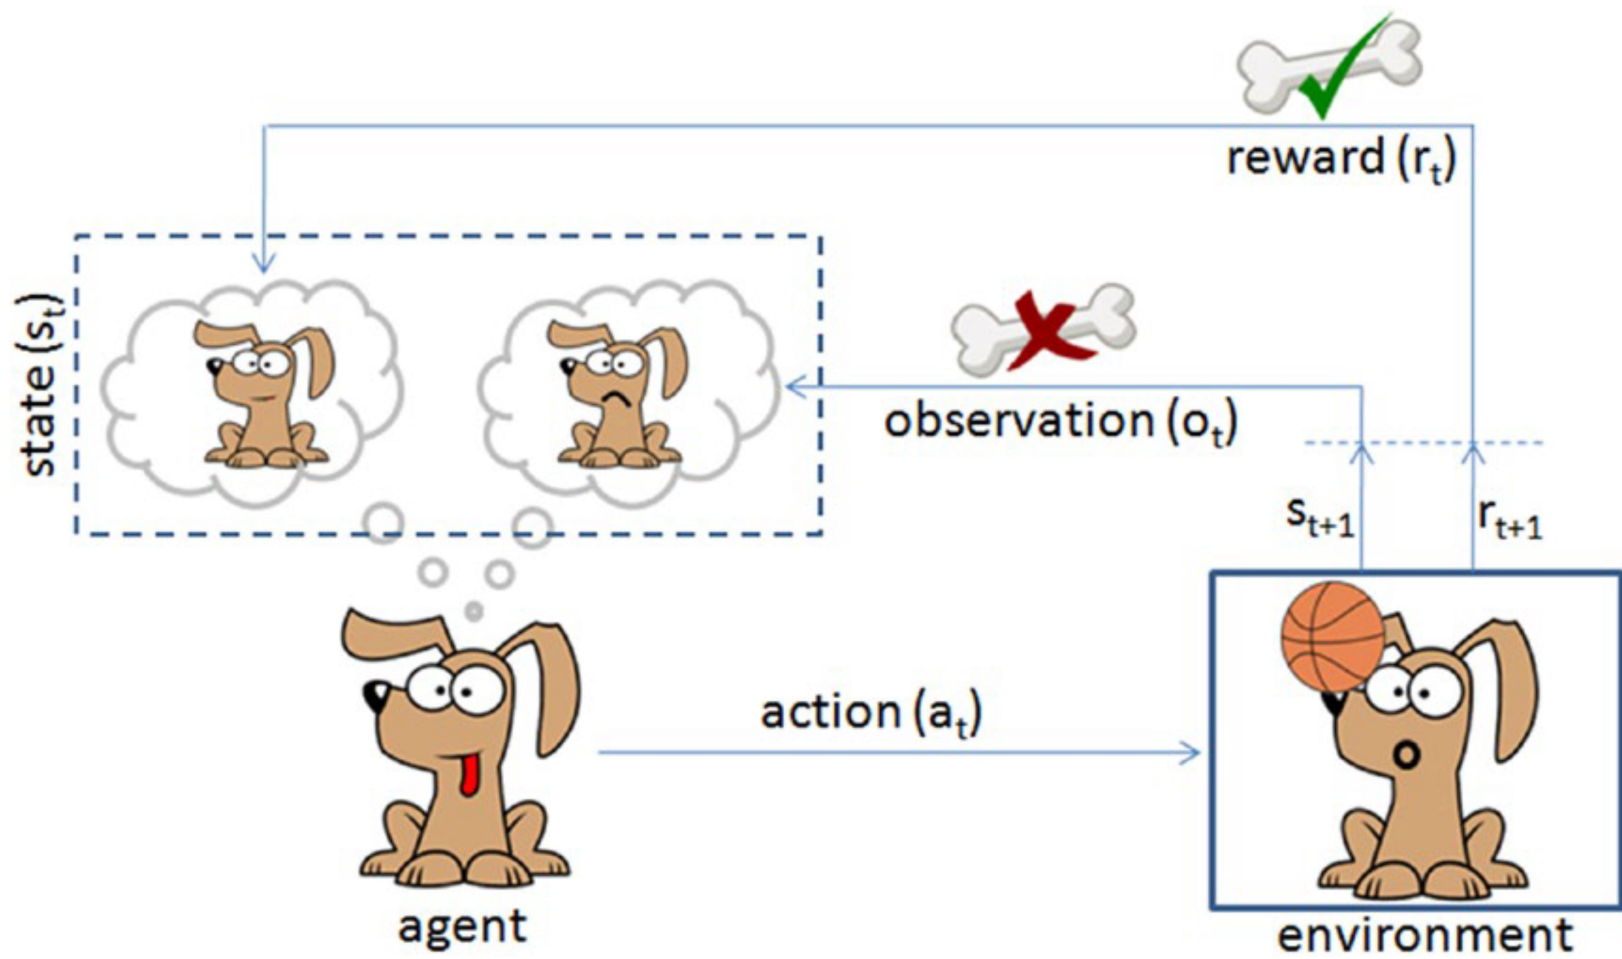 reward (rₜ)
state (sₜ)
observation (oₜ)
sₜ₊₁
rₜ₊₁
action (aₜ)
agent
environment